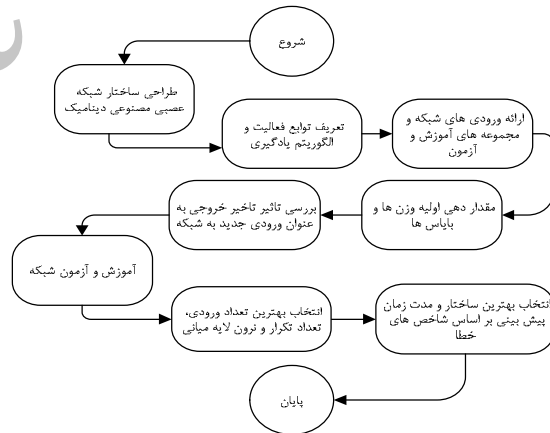 شروع
طراحی ساختار شبکه
عصبی مصنوعی دینامیک
تعریف توابع فعالیت و
الگوریتم یادگیری
ارائه ورودی های شبکه و
مجموعه های آموزش و
آزمون
مقدار دهی اولیه وزن ها و
بایاس ها
بررسی تاثیر تاخیر خروجی به
عنوان ورودی جدید به شبکه
آموزش و آزمون شبکه
انتخاب بهترین تعداد ورودی،
تعداد تکرار و نرون لایه میانی
انتخاب بهترین ساختار و مدت زمان
پیش بینی بر اساس شاخص های
خطا
پایان